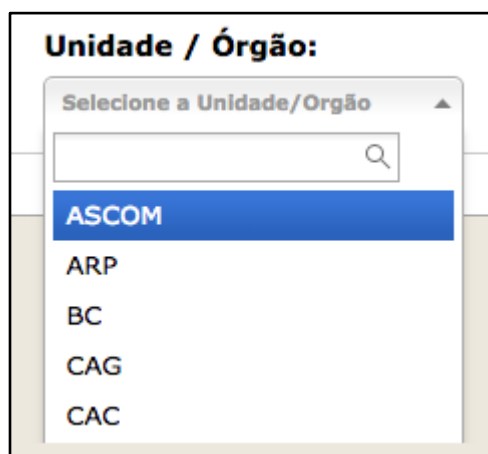 Unidade / Órgão:
Selecione a Unidade/Orgão
ASCOM
ARP
BC
CAG
CAC